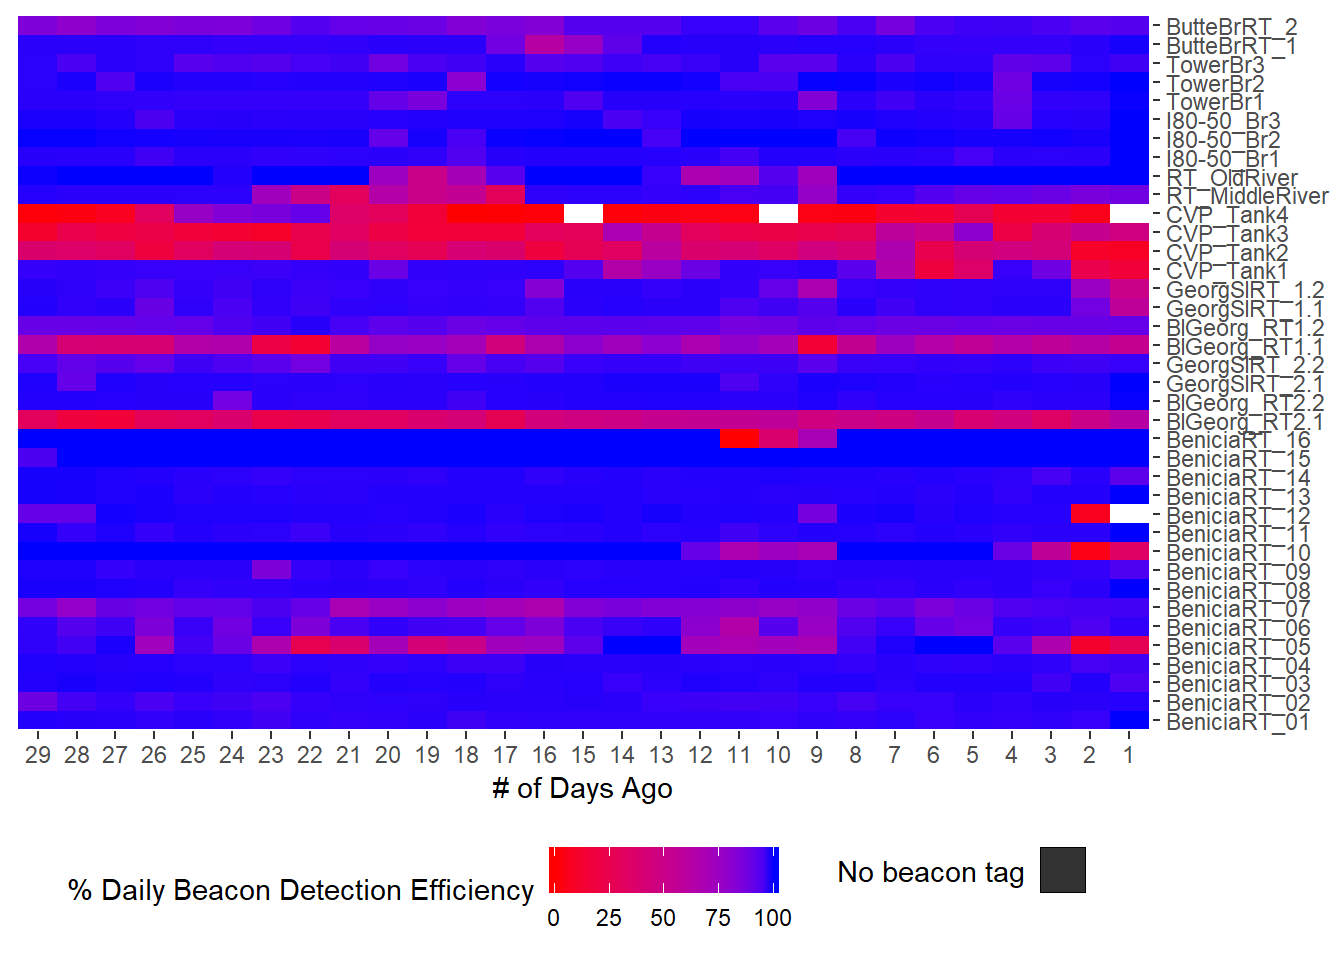 ButteBrRT_2
ButteBrRT_1
TowerBr3
TowerBr2
TowerBr1
I80-50_Br3
I80-50_Br2
I80-50_Br1
RT_OldRiver
RT_MiddleRiver
CVP_Tank4
CVP_Tank3
CVP_Tank2
CVP_Tank1
GeorgSlRT_1.2
GeorgSlRT_1.1
BlGeorg_RT1.2
BlGeorg_RT1.1
GeorgSlRT_2.2
GeorgSlRT_2.1
BlGeorg_RT2.2
BlGeorg_RT2.1
BeniciaRT_16
BeniciaRT_15
BeniciaRT_14
BeniciaRT_13
BeniciaRT_12
BeniciaRT_11
BeniciaRT_10
BeniciaRT_09
BeniciaRT_08
BeniciaRT_07
BeniciaRT_06
BeniciaRT_05
BeniciaRT_04
BeniciaRT_03
BeniciaRT_02
BeniciaRT_01
29 28 27 26 25 24 23 22 21 20 19 18 17 16 15 14 13 12 11 10 9 8 7 6 5 4 3 2 1
# of Days Ago
% Daily Beacon Detection Efficiency
0 25 50 75 100
No beacon tag